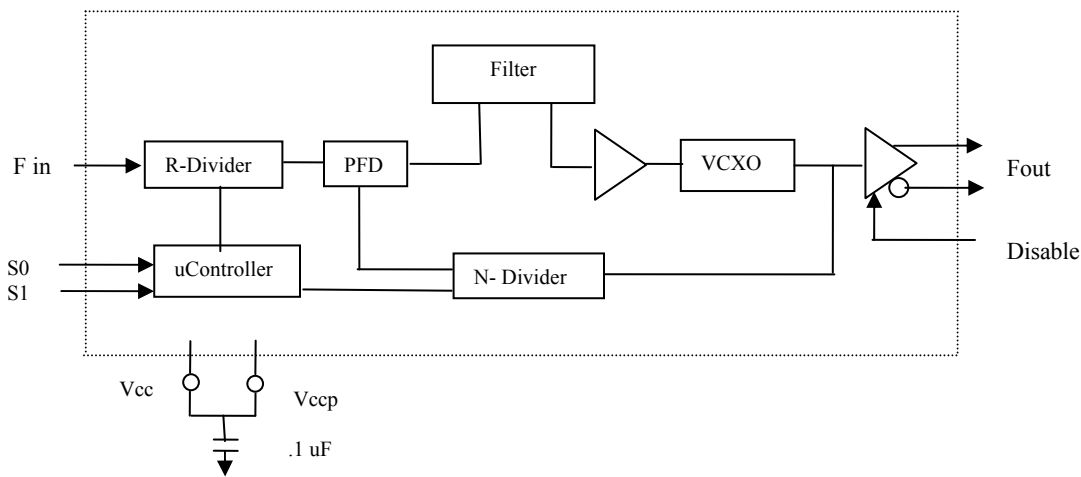 Filter
F in
R-Divider
PFD
VCXO
Fout
Disable
S0
S1
uController
N- Divider
Vcc
Vccp
.1 uF